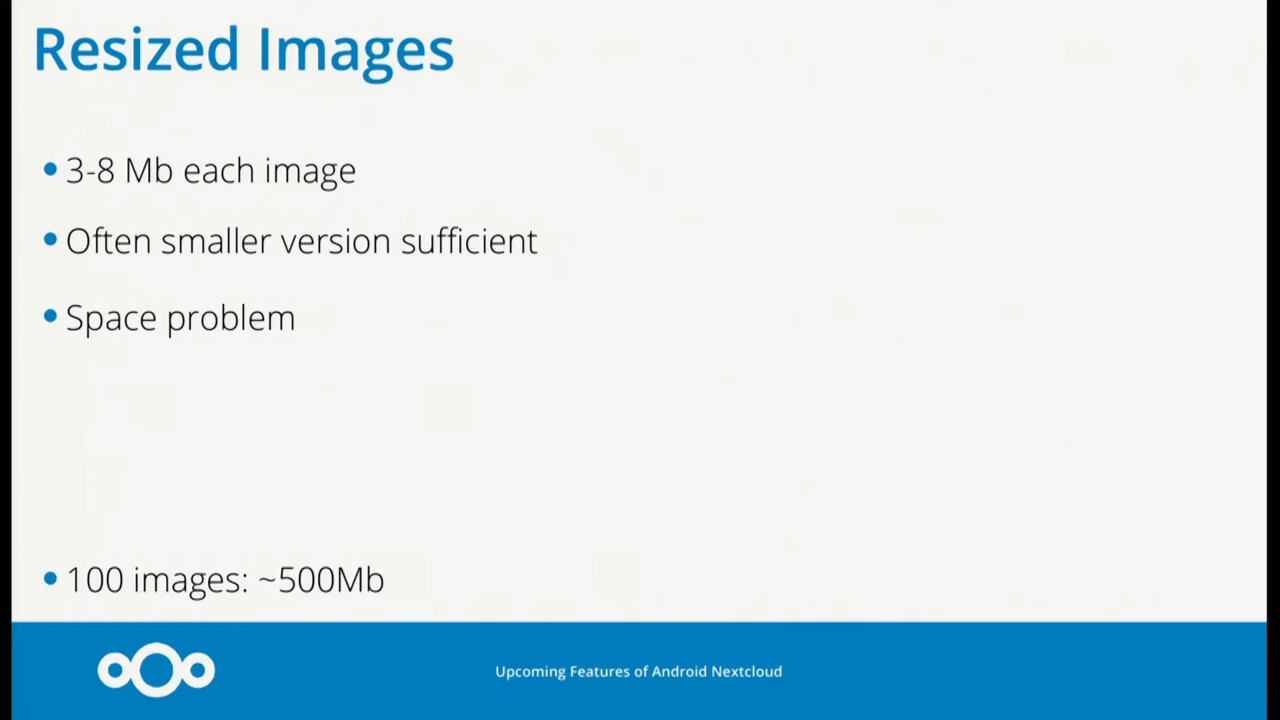 Resized Images
3-8 Mb each image
Often smaller version sufficient
Space problem
100 images: ~500Mb
Upcoming Features of Android Nextcloud